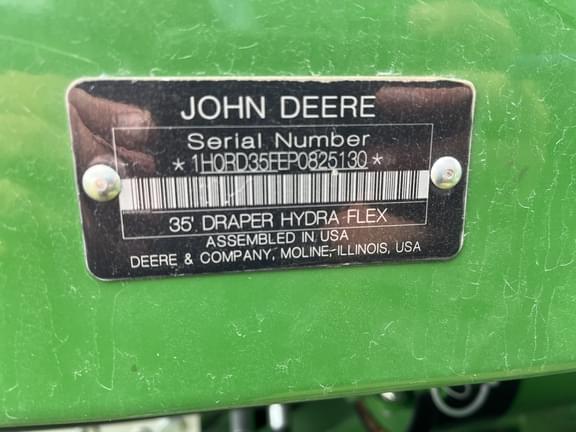 JOHN DEERE
Serial Number
*1H0RD35FEP0825130*
35' DRAPER HYDRA FLEX
ASSEMBLED IN USA
DEERE & COMPANY, MOLINE, ILLINOIS, USA